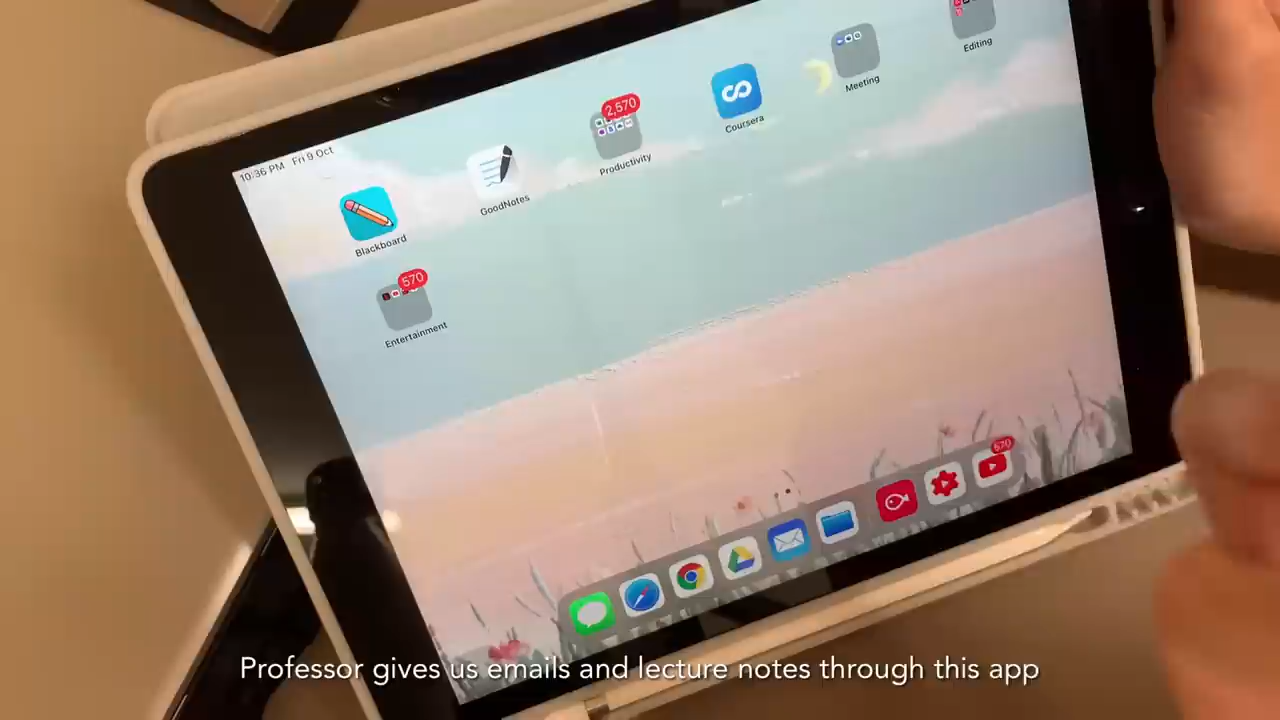 10:36 PM Fri 9 Oct
Blackboard
GoodNotes
2,570
Productivity
Coursera
Meeting
Editing
570
Entertainment
570
Professor gives us emails and lecture notes through this app